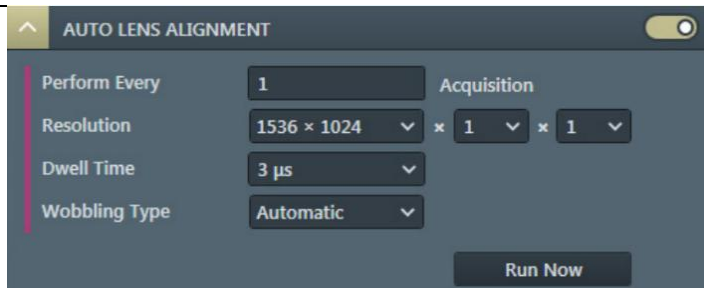 AUTO LENS ALIGNMENT
Perform Every 1 Acquisition
Resolution 1536 × 1024 × 1 × 1
Dwell Time 3 µs
Wobbling Type Automatic
Run Now